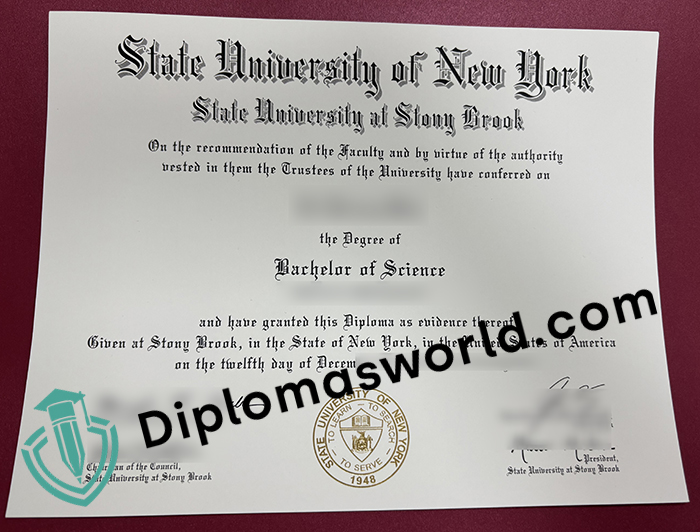 State University of New York
State University at Stony Brook
On the recommendation of the Faculty and by virtue of the authority
vested in them the Trustees of the University have conferred on
the Degree of
Bachelor of Science
and have granted this Diploma as evidence thereof
Given at Stony Brook, in the State of New York, in the United States of America
on the twelfth day of Decem
Diplomasworld.com
STATE UNIVERSITY OF NEW YORK
TO LEARN - TO SEARCH - TO SERVE
1948
Chairman of the Council,
State University at Stony Brook
President,
State University at Stony Brook